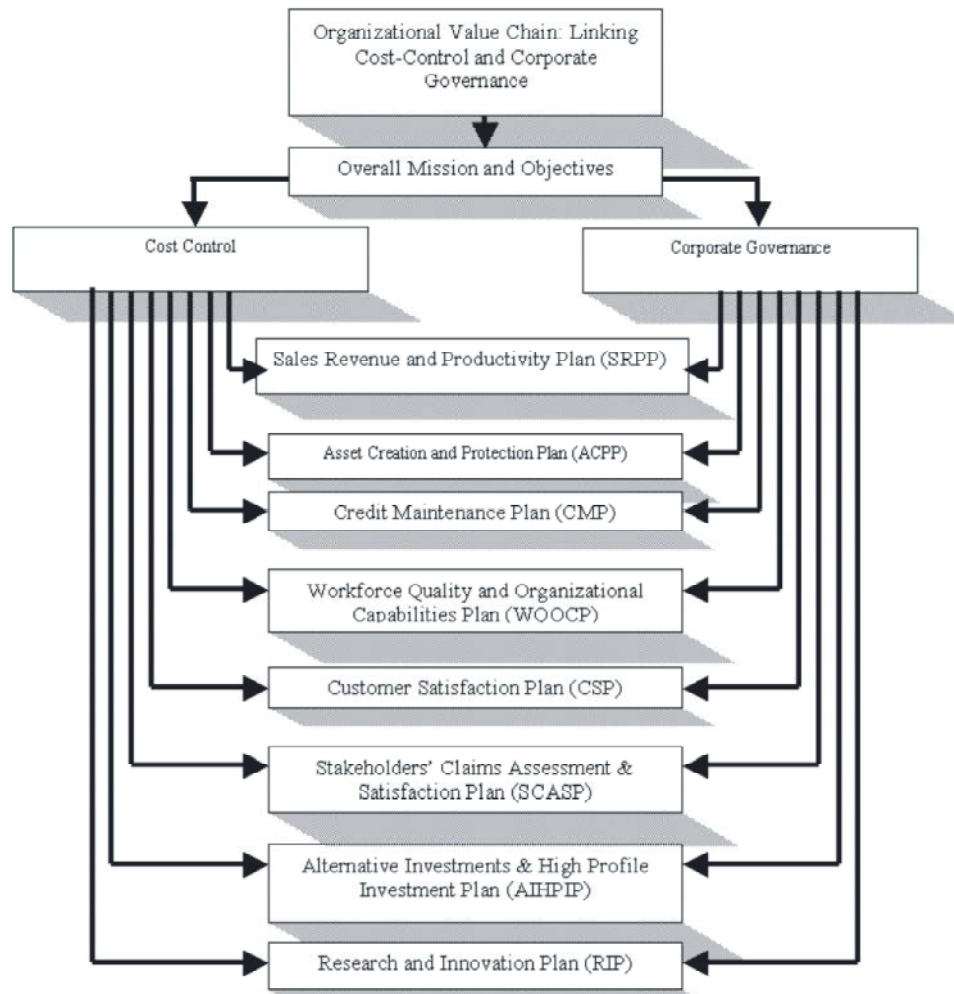 Organizational Value Chain: Linking
Cost-Control and Corporate
Governance
Overall Mission and Objectives
Cost Control
Corporate Governance
Sales Revenue and Productivity Plan (SRPP)
Asset Creation and Protection Plan (ACPP)
Credit Maintenance Plan (CMP)
Workforce Quality and Organizational
Capabilities Plan (WQOCP)
Customer Satisfaction Plan (CSP)
Stakeholders' Claims Assessment &
Satisfaction Plan (SCASP)
Alternative Investments & High Profile
Investment Plan (AIHPIP)
Research and Innovation Plan (RIP)